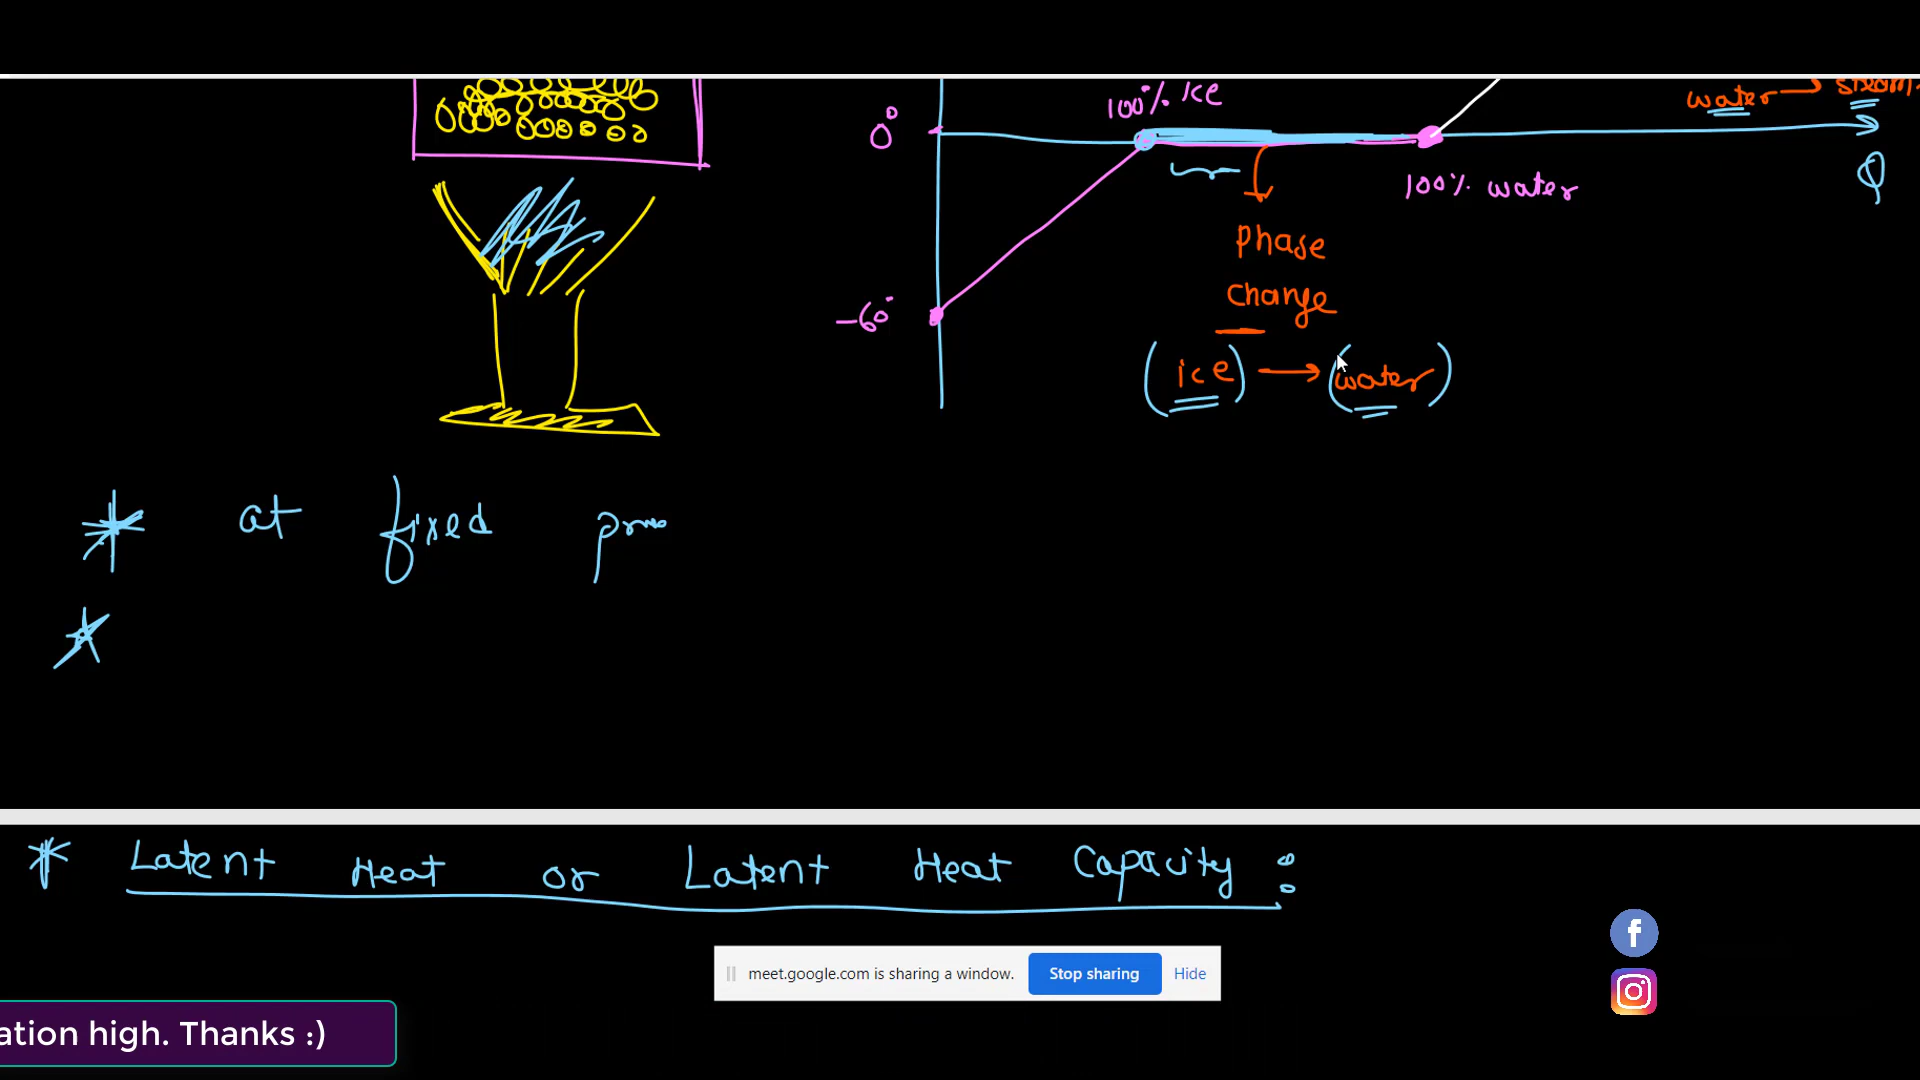 100% Ice
water → steam
0°
100% water
Q
Phase
Change
-60°
(ice) → (water)
* at fixed
* Latent Heat or Latent Heat Capacity :
meet.google.com is sharing a window. Stop sharing Hide
ation high. Thanks :)